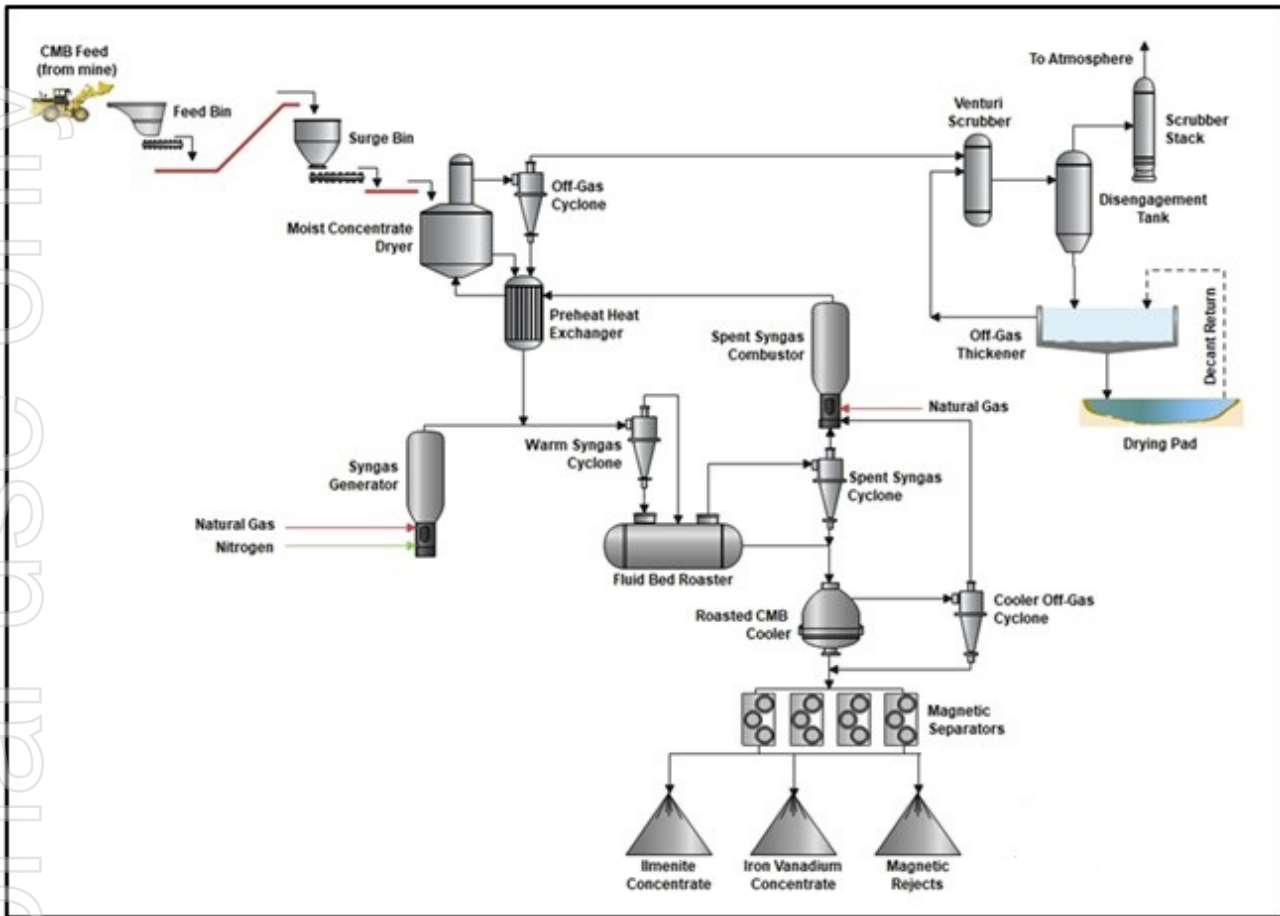 CMB Feed
(from mine)
Feed Bin
Surge Bin
Moist Concentrate
Dryer
Off-Gas
Cyclone
Preheat Heat
Exchanger
To Atmosphere
Venturi
Scrubber
Scrubber
Stack
Disengagement
Tank
Off-Gas
Thickener
Decant Return
Drying Pad
Spent Syngas
Combustor
Natural Gas
Warm Syngas
Cyclone
Spent Syngas
Cyclone
Syngas
Generator
Natural Gas
Nitrogen
Fluid Bed Roaster
Roasted CMB
Cooler
Cooler Off-Gas
Cyclone
Magnetic
Separators
Ilmenite
Concentrate
Iron Vanadium
Concentrate
Magnetic
Rejects